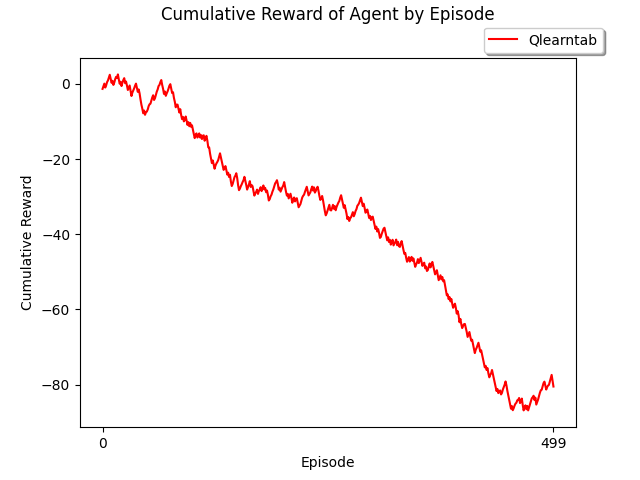 Cumulative Reward of Agent by Episode
Qlearntab
0
−20
−40
−60
−80
Cumulative Reward
0
499
Episode